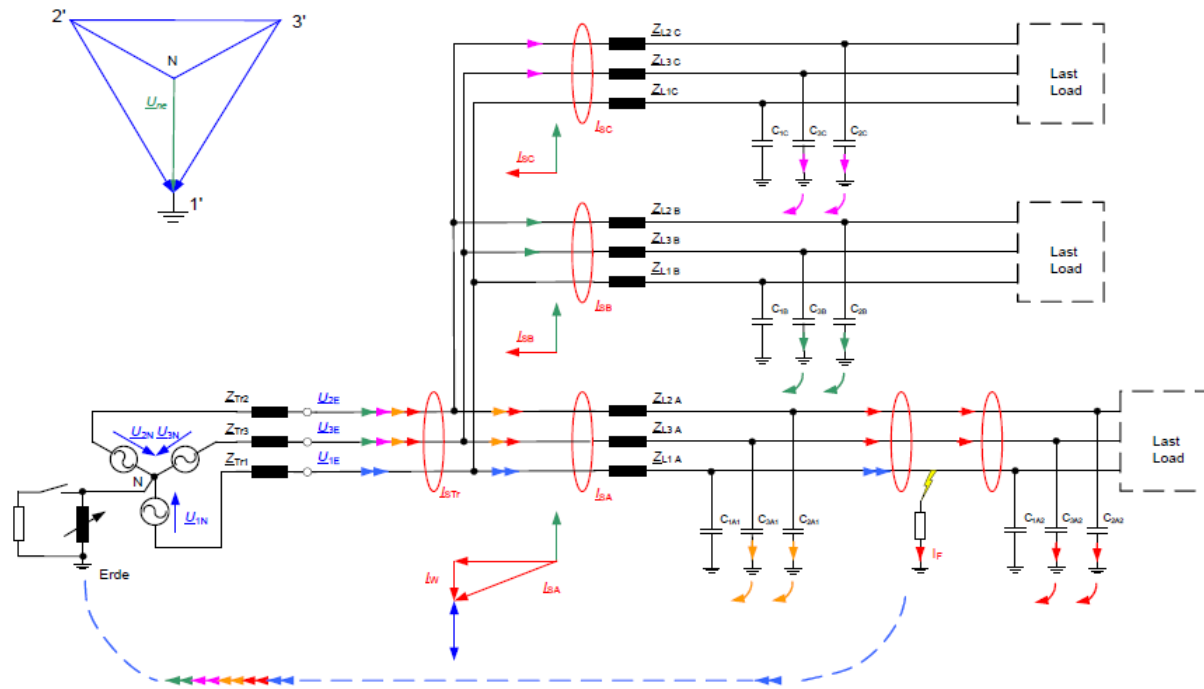 2'
3'
N
U_ne
1'
Z_L2 C
Z_L3 C
Z_L1C
I_SC
I_SC
C_1C
C_3C
C_2C
Last
Load
Z_L2 B
Z_L3 B
Z_L1 B
I_SB
I_SB
C_1B
C_3B
C_2B
Last
Load
Z_Tr2
U_2E
Z_Tr3
U_3E
Z_Tr1
U_1E
U_2N U_3N
N
U_1N
Erde
I_STr
Z_L2 A
Z_L3 A
Z_L1 A
I_SA
C_1A1
C_3A1
C_2A1
I_W
I_SA
I_F
C_1A2
C_3A2
C_2A2
Last
Load